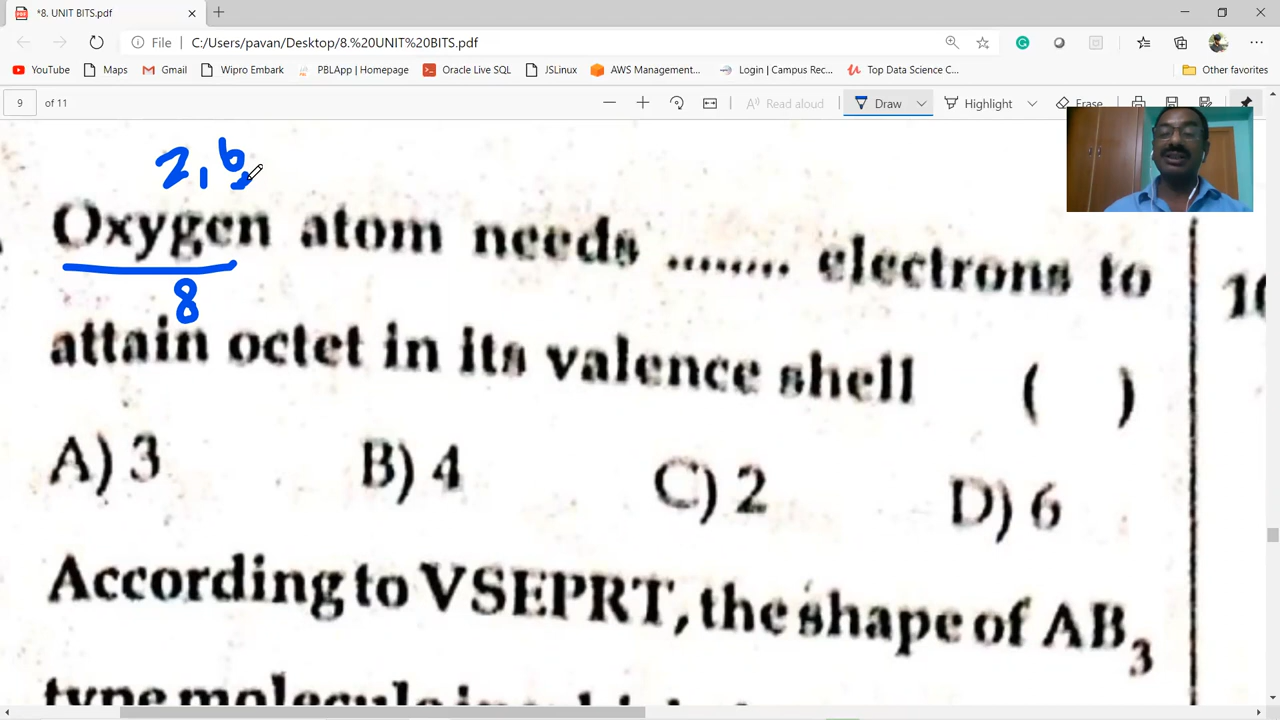 *8. UNIT BITS.pdf
File C:/Users/pavan/Desktop/8.%20UNIT%20BITS.pdf
YouTube Maps Gmail Wipro Embark PBLApp | Homepage Oracle Live SQL JSLinux AWS Management... Login | Campus Rec... Top Data Science C... Other favorites
9 of 11 Read aloud Draw Highlight Erase
2, 6
Oxygen atom needs ........ electrons to
8
attain octet in its valence shell ( )
A) 3 B) 4 C) 2 D) 6
According to VSEPRT, the shape of AB3